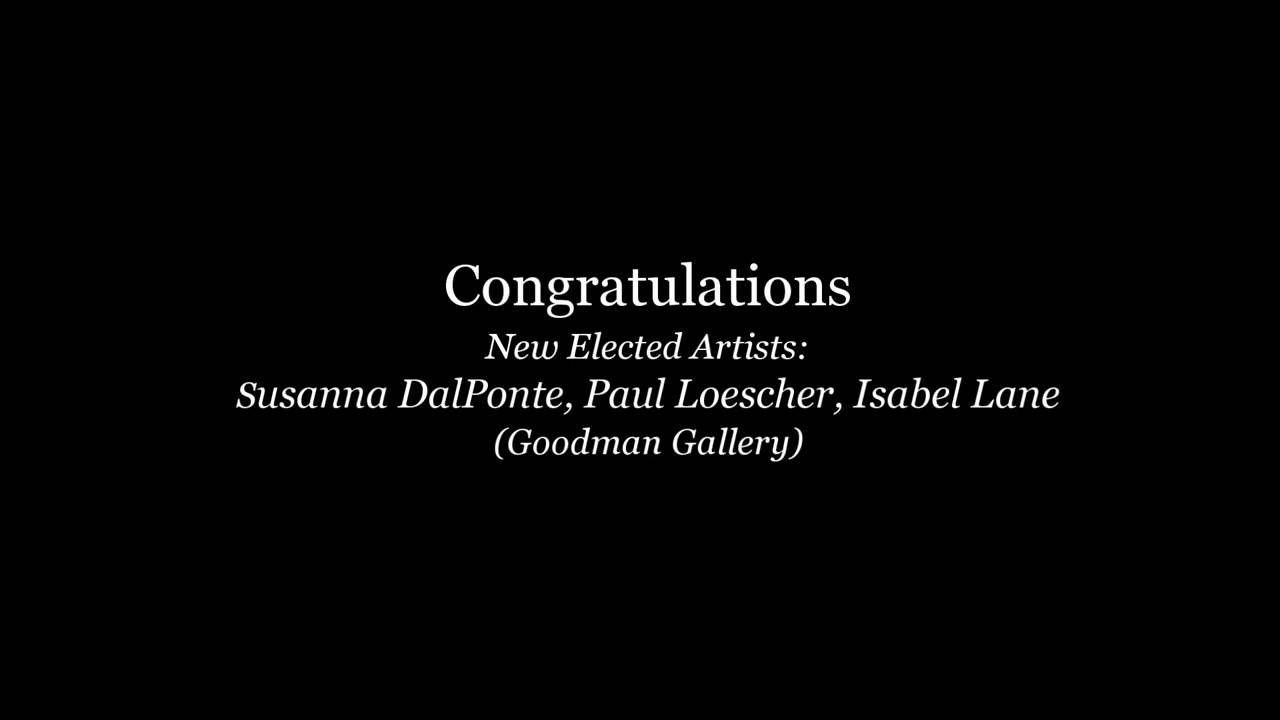 Congratulations
New Elected Artists:
Susanna DalPonte, Paul Loescher, Isabel Lane
(Goodman Gallery)